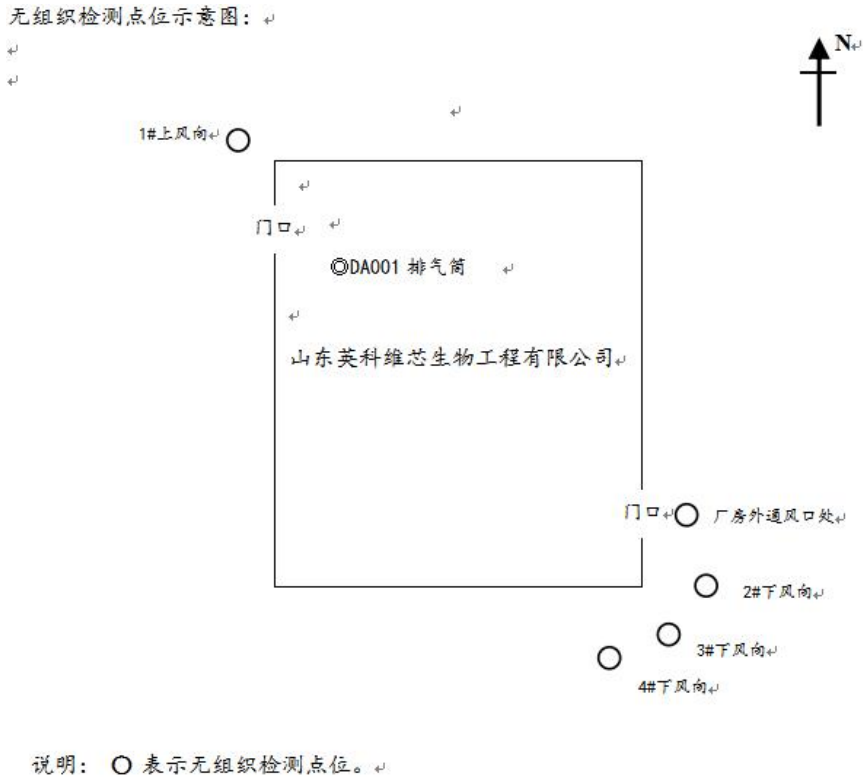 无组织检测点位示意图：
N
1#上风向
门口
◎DA001 排气筒
山东英科维芯生物工程有限公司
门口
厂房外通风口处
2#下风向
3#下风向
4#下风向
说明： ○ 表示无组织检测点位。